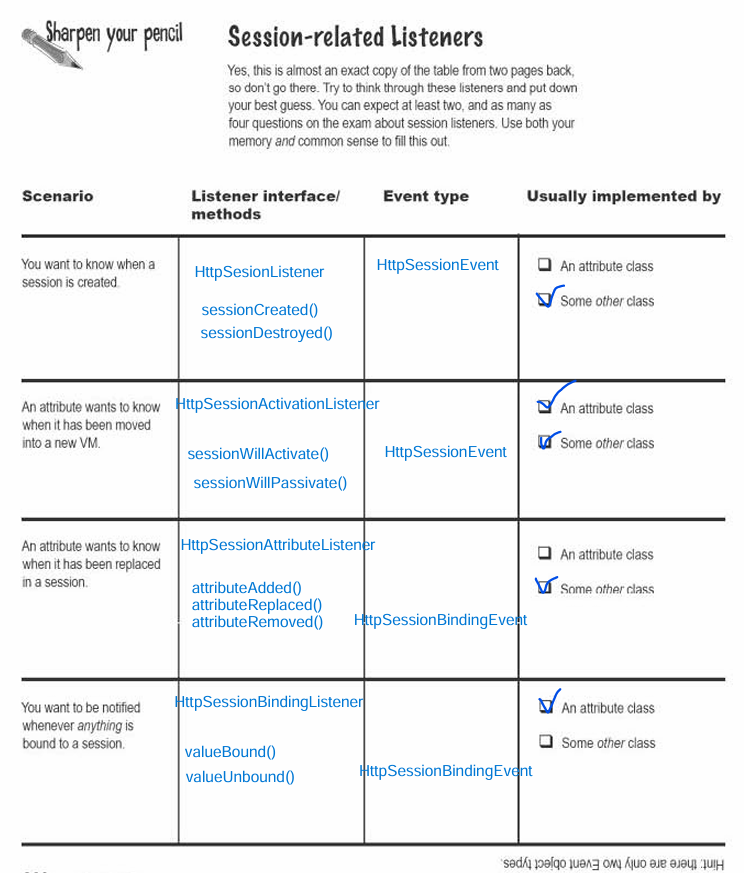 Sharpen your pencil
Session-related Listeners
Yes, this is almost an exact copy of the table from two pages back,
so don't go there. Try to think through these listeners and put down
your best guess. You can expect at least two, and as many as
four questions on the exam about session listeners. Use both your
memory and common sense to fill this out.
Scenario
Listener interface/
methods
Event type
Usually implemented by
You want to know when a
session is created.
HttpSesionListener
sessionCreated()
sessionDestroyed()
HttpSessionEvent
An attribute class
Some other class
An attribute wants to know
when it has been moved
into a new VM.
HttpSessionActivationListener
sessionWillActivate()
sessionWillPassivate()
HttpSessionEvent
An attribute class
Some other class
An attribute wants to know
when it has been replaced
in a session.
HttpSessionAttributeListener
attributeAdded()
attributeReplaced()
attributeRemoved()
HttpSessionBindingEvent
An attribute class
Some other class
You want to be notified
whenever anything is
bound to a session.
HttpSessionBindingListener
valueBound()
valueUnbound()
HttpSessionBindingEvent
An attribute class
Some other class
Hint: there are only two Event object types.